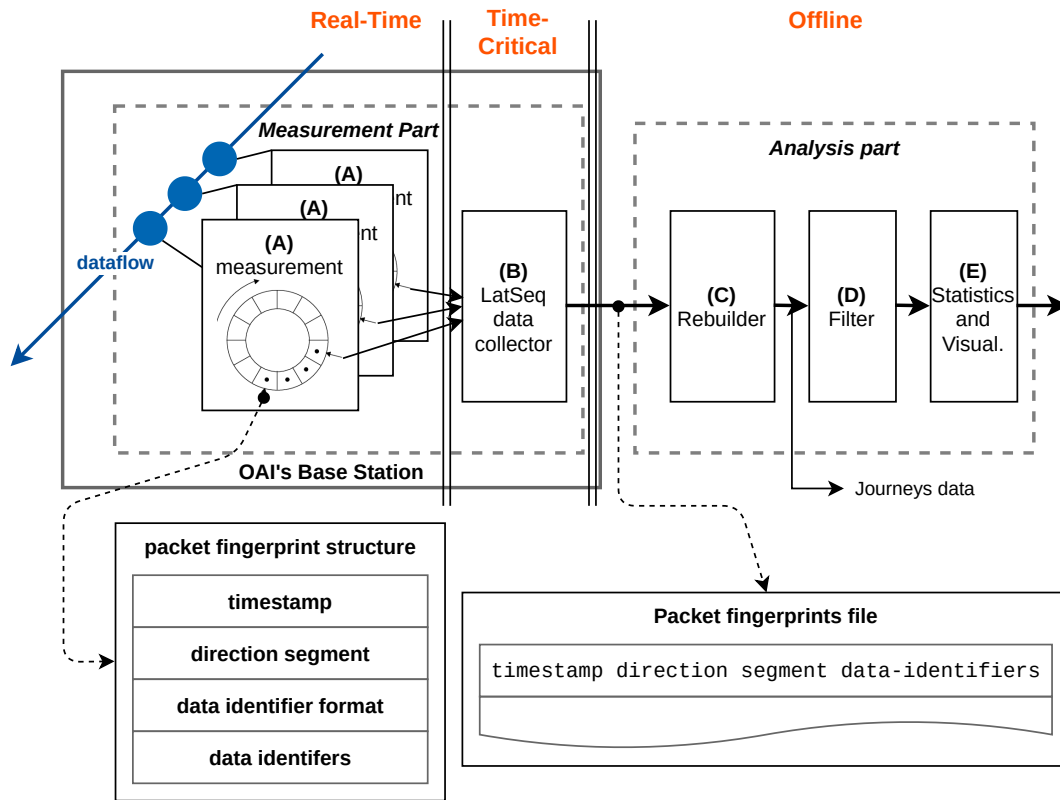 Real-Time
Time-
Critical
Offline
Measurement Part
Analysis part
(A)
(A)
(A)
measurement
dataflow
(B)
LatSeq
data
collector
(C)
Rebuilder
(D)
Filter
(E)
Statistics
and
Visual.
OAI's Base Station
Journeys data
packet fingerprint structure
timestamp
direction segment
data identifier format
data identifers
Packet fingerprints file
timestamp direction segment data-identifiers